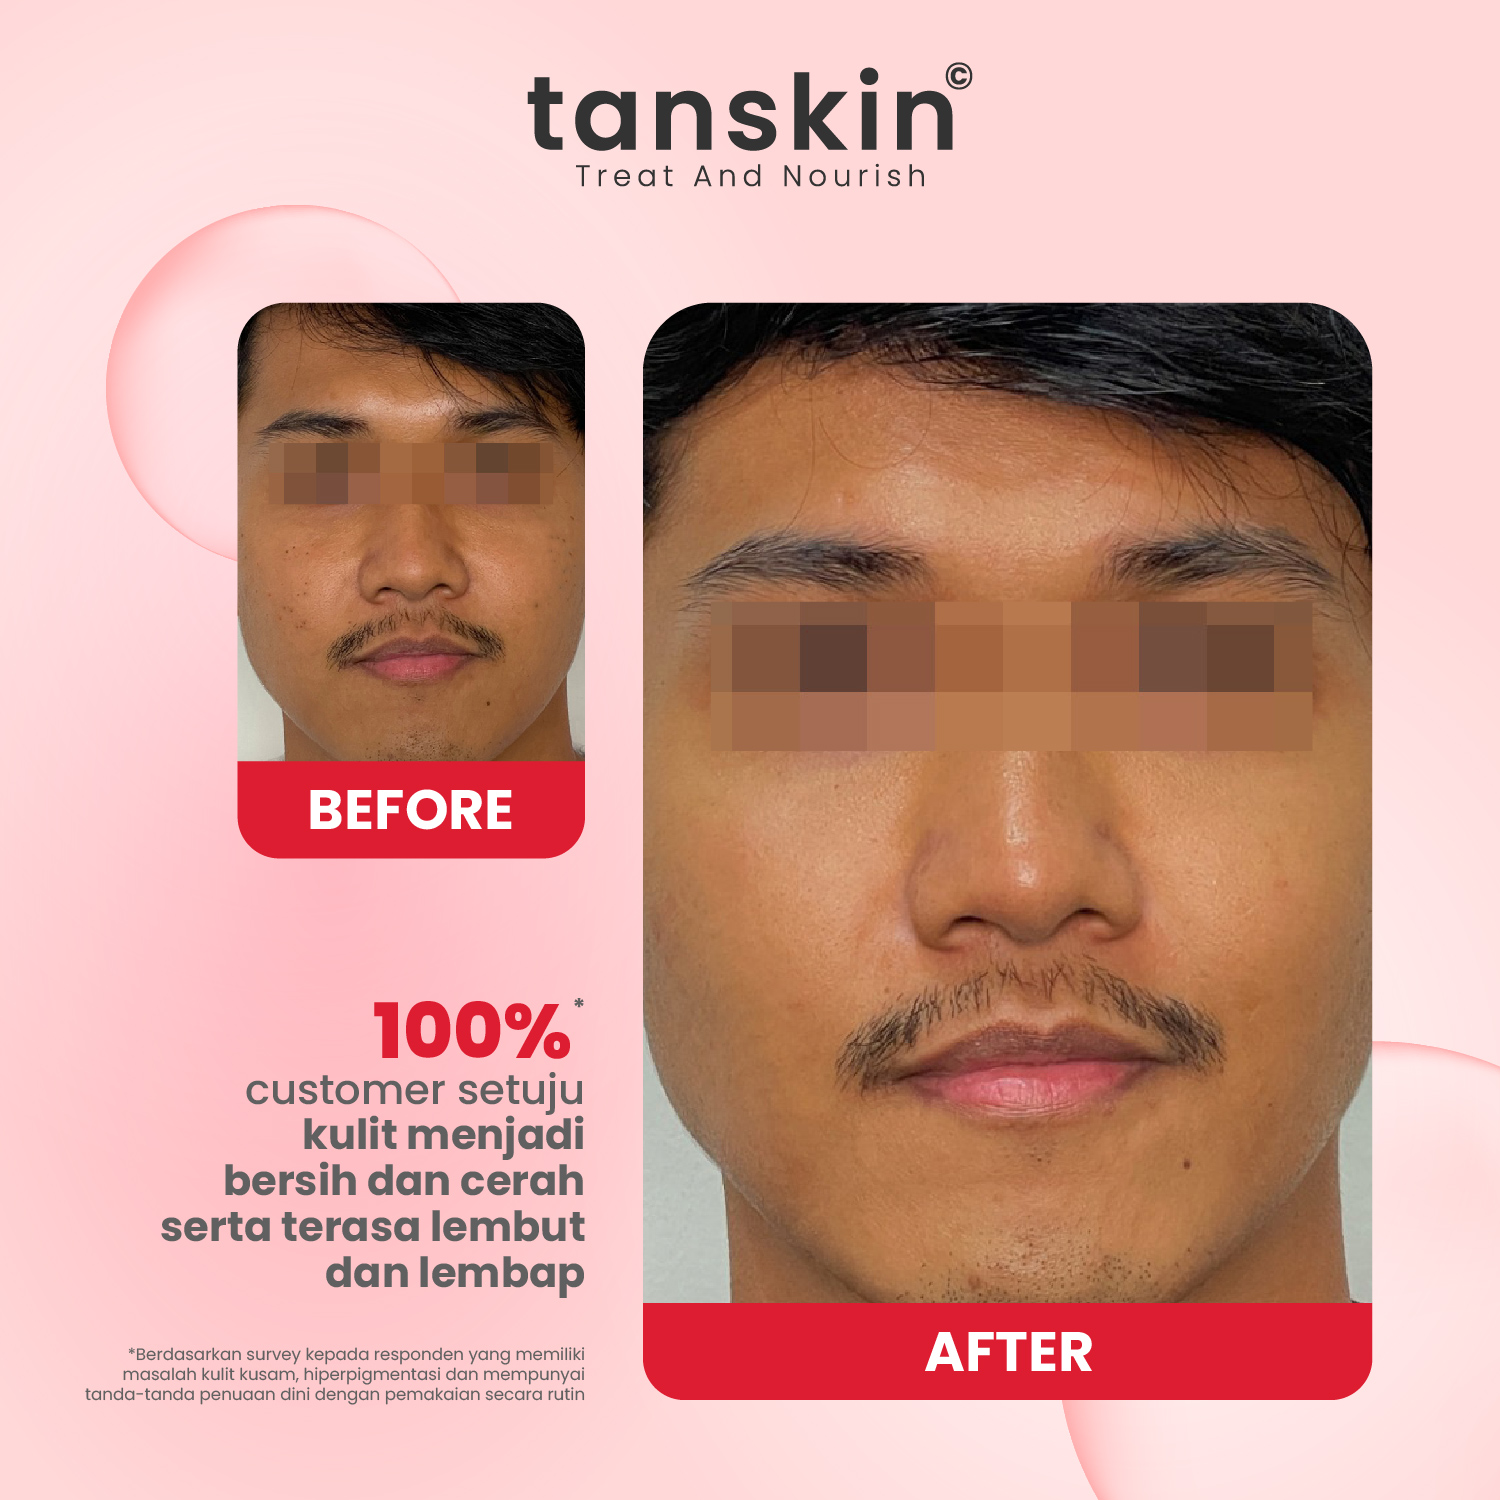 tanskin©
Treat And Nourish
BEFORE
100%*
customer setuju
kulit menjadi
bersih dan cerah
serta terasa lembut
dan lembap
*Berdasarkan survey kepada responden yang memiliki
masalah kulit kusam, hiperpigmentasi dan mempunyai
tanda-tanda penuaan dini dengan pemakaian secara rutin
AFTER